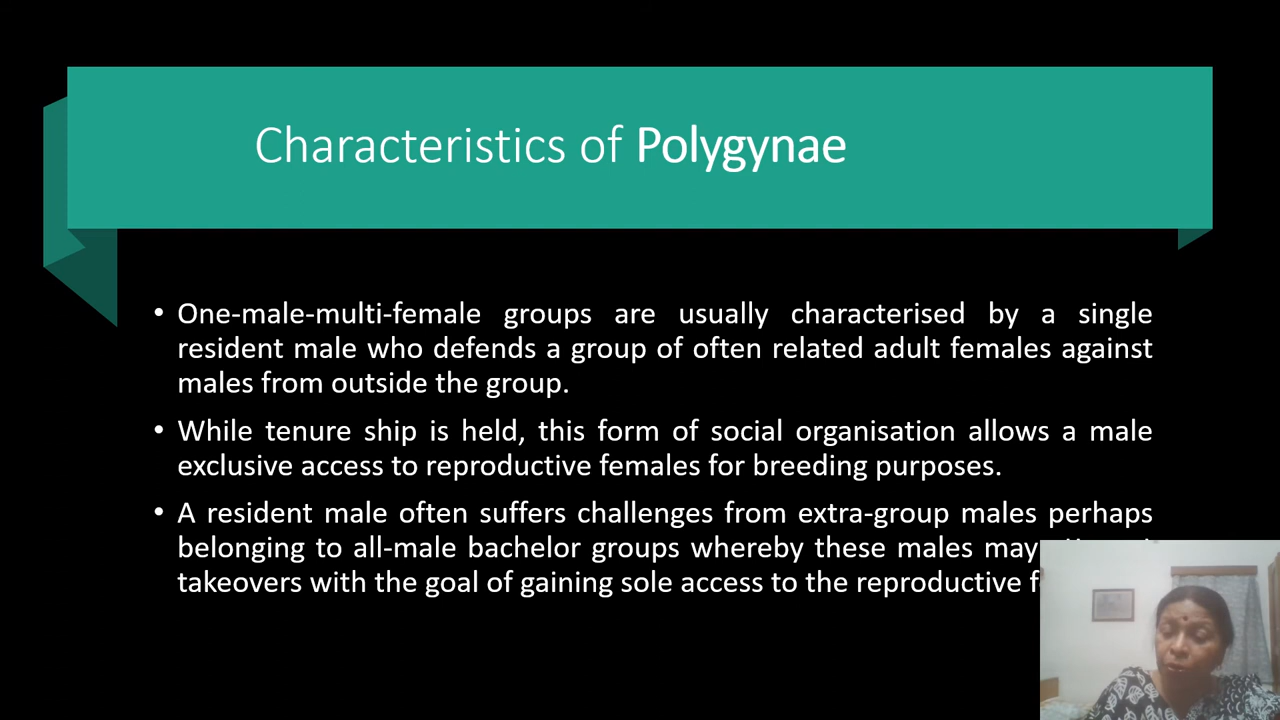 Characteristics of Polygynae
• One-male-multi-female groups are usually characterised by a single
resident male who defends a group of often related adult females against
males from outside the group.
• While tenure ship is held, this form of social organisation allows a male
exclusive access to reproductive females for breeding purposes.
• A resident male often suffers challenges from extra-group males perhaps
belonging to all-male bachelor groups whereby these males may
takeovers with the goal of gaining sole access to the reproductive